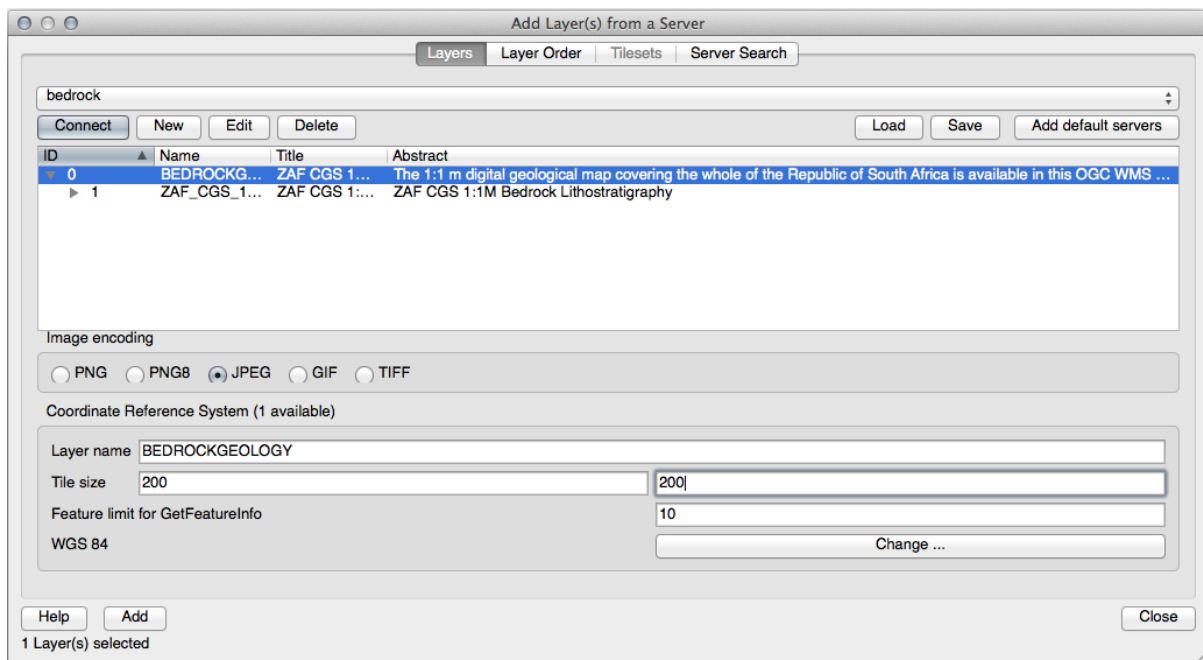 Add Layer(s) from a Server
Layers Layer Order Tilesets Server Search
bedrock
Connect New Edit Delete Load Save Add default servers
ID Name Title Abstract
0 BEDROCKG... ZAF CGS 1... The 1:1 m digital geological map covering the whole of the Republic of South Africa is available in this OGC WMS ...
1 ZAF_CGS_1... ZAF CGS 1:... ZAF CGS 1:1M Bedrock Lithostratigraphy
Image encoding
PNG PNG8 JPEG GIF TIFF
Coordinate Reference System (1 available)
Layer name BEDROCKGEOLOGY
Tile size 200 200
Feature limit for GetFeatureInfo 10
WGS 84 Change ...
Help Add Close
1 Layer(s) selected